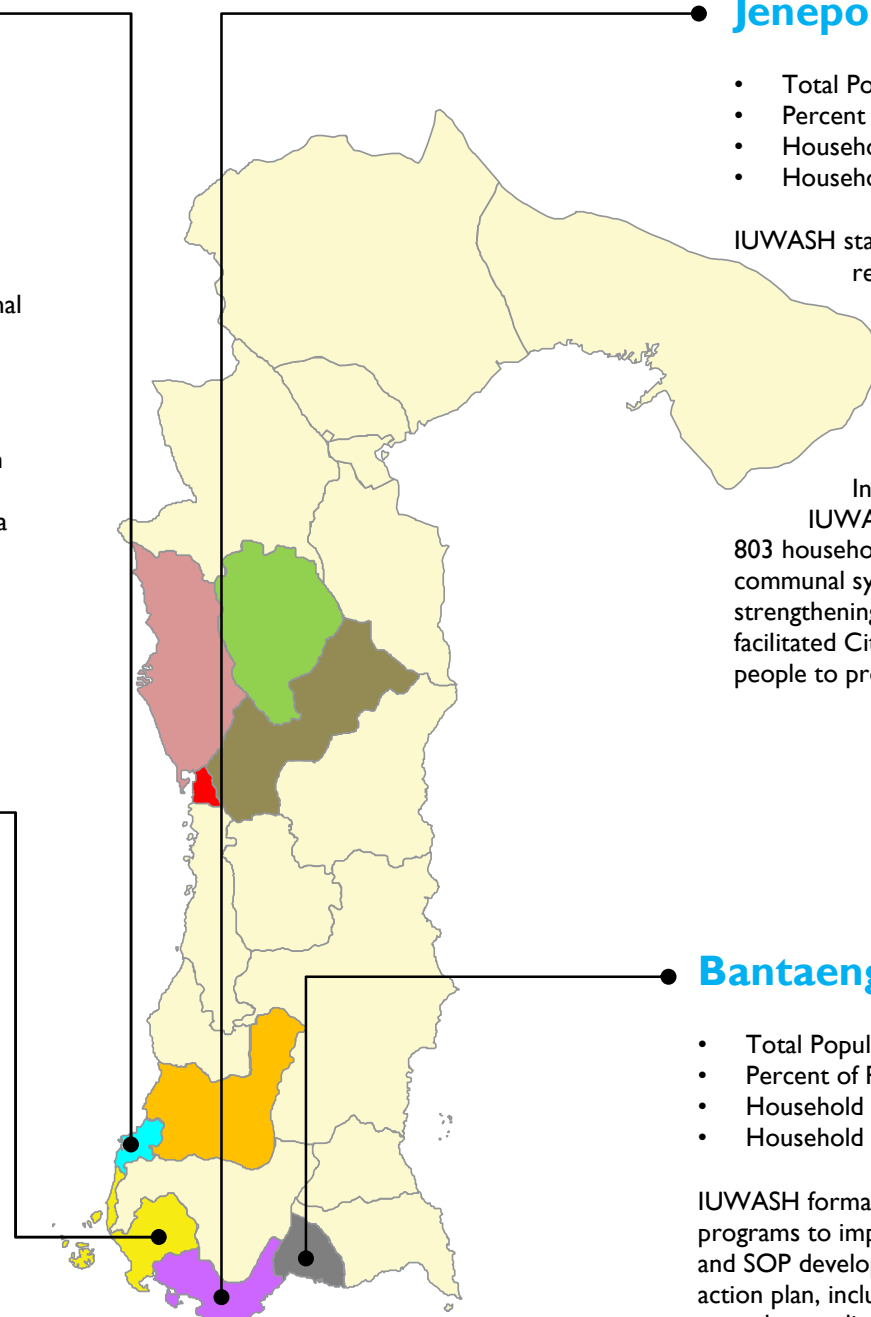 nal
n
a
Jenepo
• Total Po
• Percent
• Househo
• Househo
IUWASH sta
re
In
IUWA
803 househo
communal sy
strengthening
facilitated Cit
people to pro
Bantaeng
• Total Popul
• Percent of P
• Household
• Household
IUWASH forma
programs to imp
and SOP develop
action plan, inclu